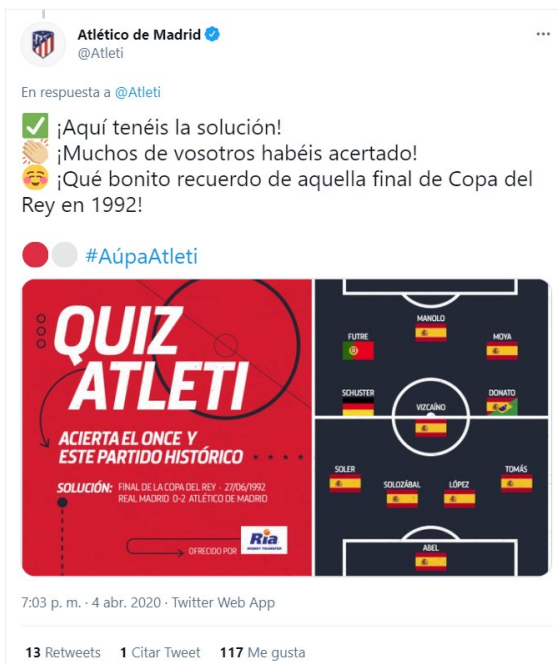 Atlético de Madrid
@Atleti
En respuesta a @Atleti
¡Aquí tenéis la solución!
¡Muchos de vosotros habéis acertado!
¡Qué bonito recuerdo de aquella final de Copa del
Rey en 1992!
#AúpaAtleti
QUIZ
ATLETI
ACIERTA EL ONCE Y
ESTE PARTIDO HISTÓRICO
SOLUCIÓN: FINAL DE LA COPA DEL REY - 27/06/1992
REAL MADRID 0-2 ATLÉTICO DE MADRID
OFRECIDO POR
Ria
MONEY TRANSFER
MANOLO
FUTRE
MOYA
SCHUSTER
VIZCAÍNO
DONATO
SOLER
SOLOZÁBAL
LÓPEZ
TOMÁS
ABEL
7:03 p. m. · 4 abr. 2020 · Twitter Web App
13 Retweets 1 Citar Tweet 117 Me gusta